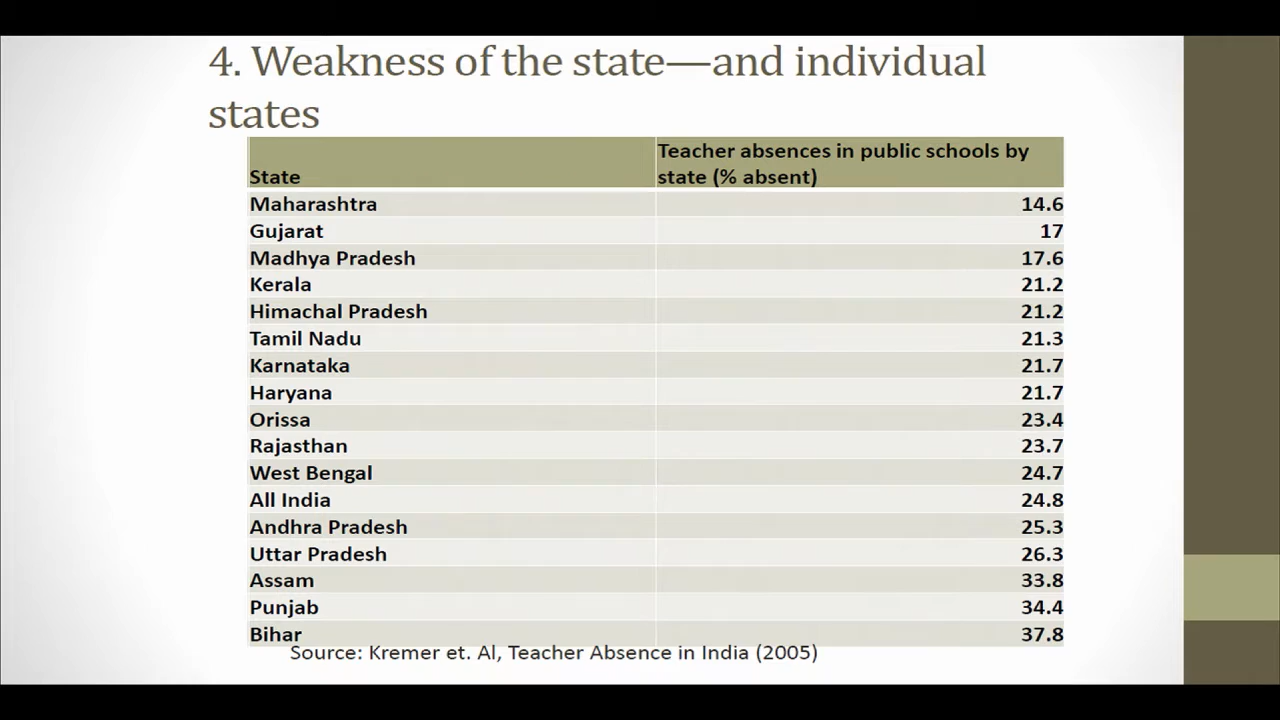 4. Weakness of the state—and individual
states
State Teacher absences in public schools by
state (% absent)
Maharashtra 14.6
Gujarat 17
Madhya Pradesh 17.6
Kerala 21.2
Himachal Pradesh 21.2
Tamil Nadu 21.3
Karnataka 21.7
Haryana 21.7
Orissa 23.4
Rajasthan 23.7
West Bengal 24.7
All India 24.8
Andhra Pradesh 25.3
Uttar Pradesh 26.3
Assam 33.8
Punjab 34.4
Bihar 37.8
Source: Kremer et. Al, Teacher Absence in India (2005)